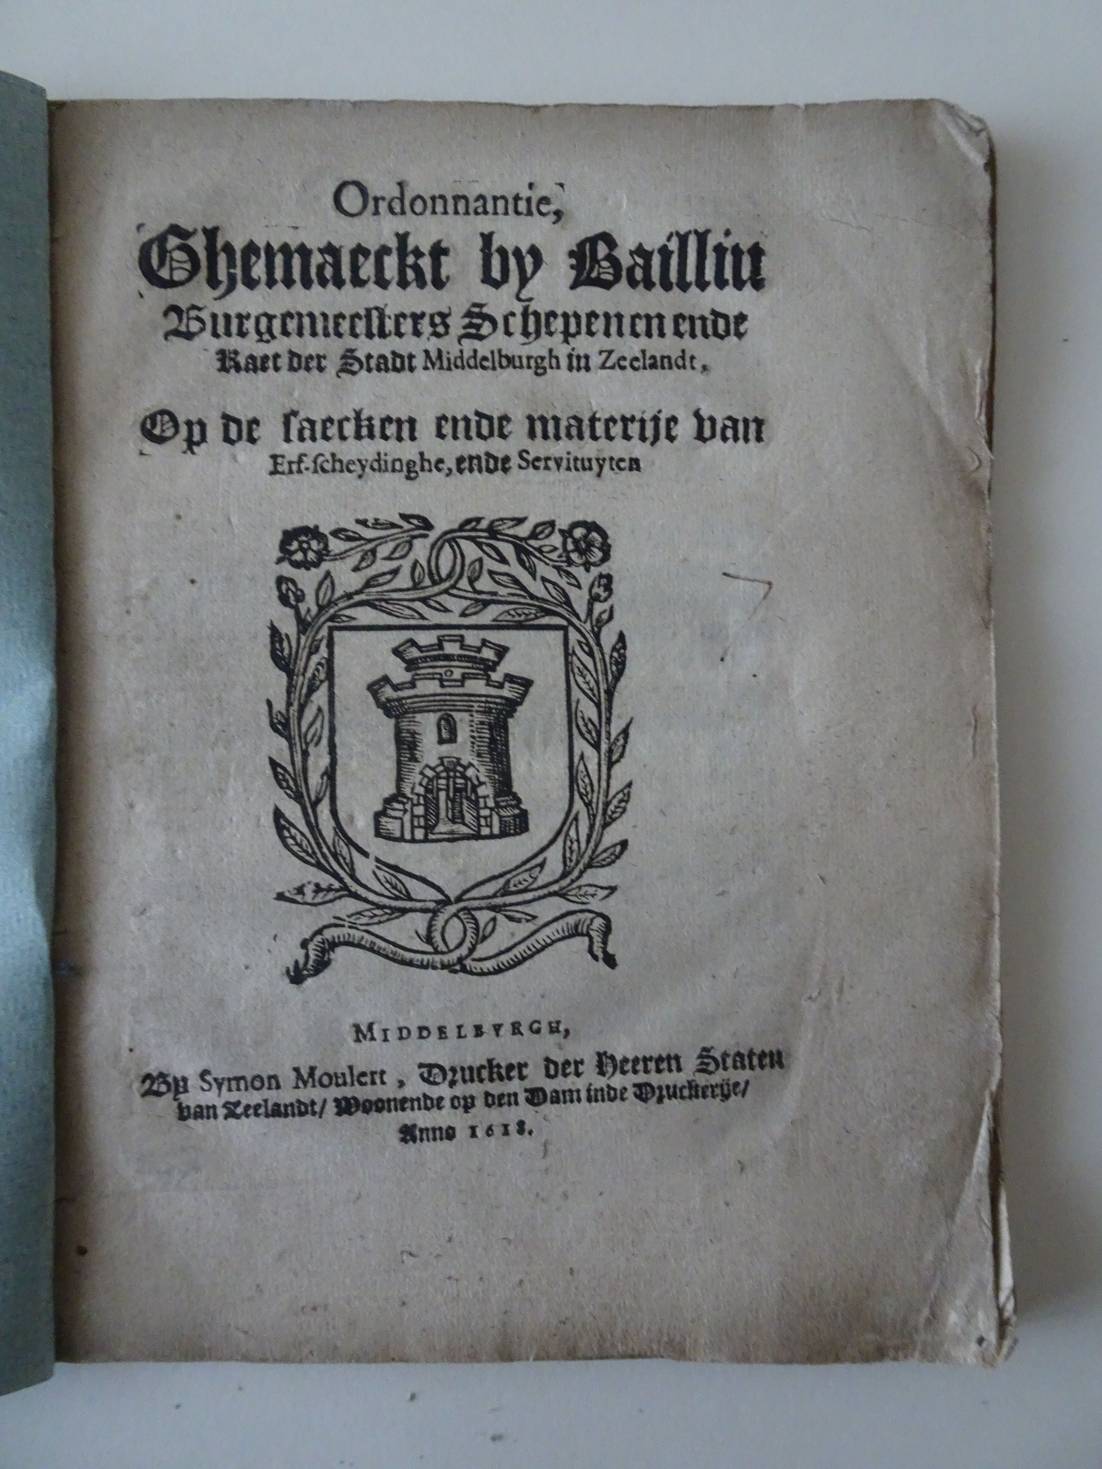 Ordonnantie,
Ghemaeckt by Bailliu
Burgemeesters Schepenen ende
Raet der Stadt Middelburgh in Zeelandt,
Op de saecken ende materije van
Erf-scheydinghe, ende Servituyten
MIDDELBVRGH,
By Symon Moulert, Drucker der Heeren Staten
van Zeelandt/ Woonende op den Dam inde Druckerije/
Anno 1618.